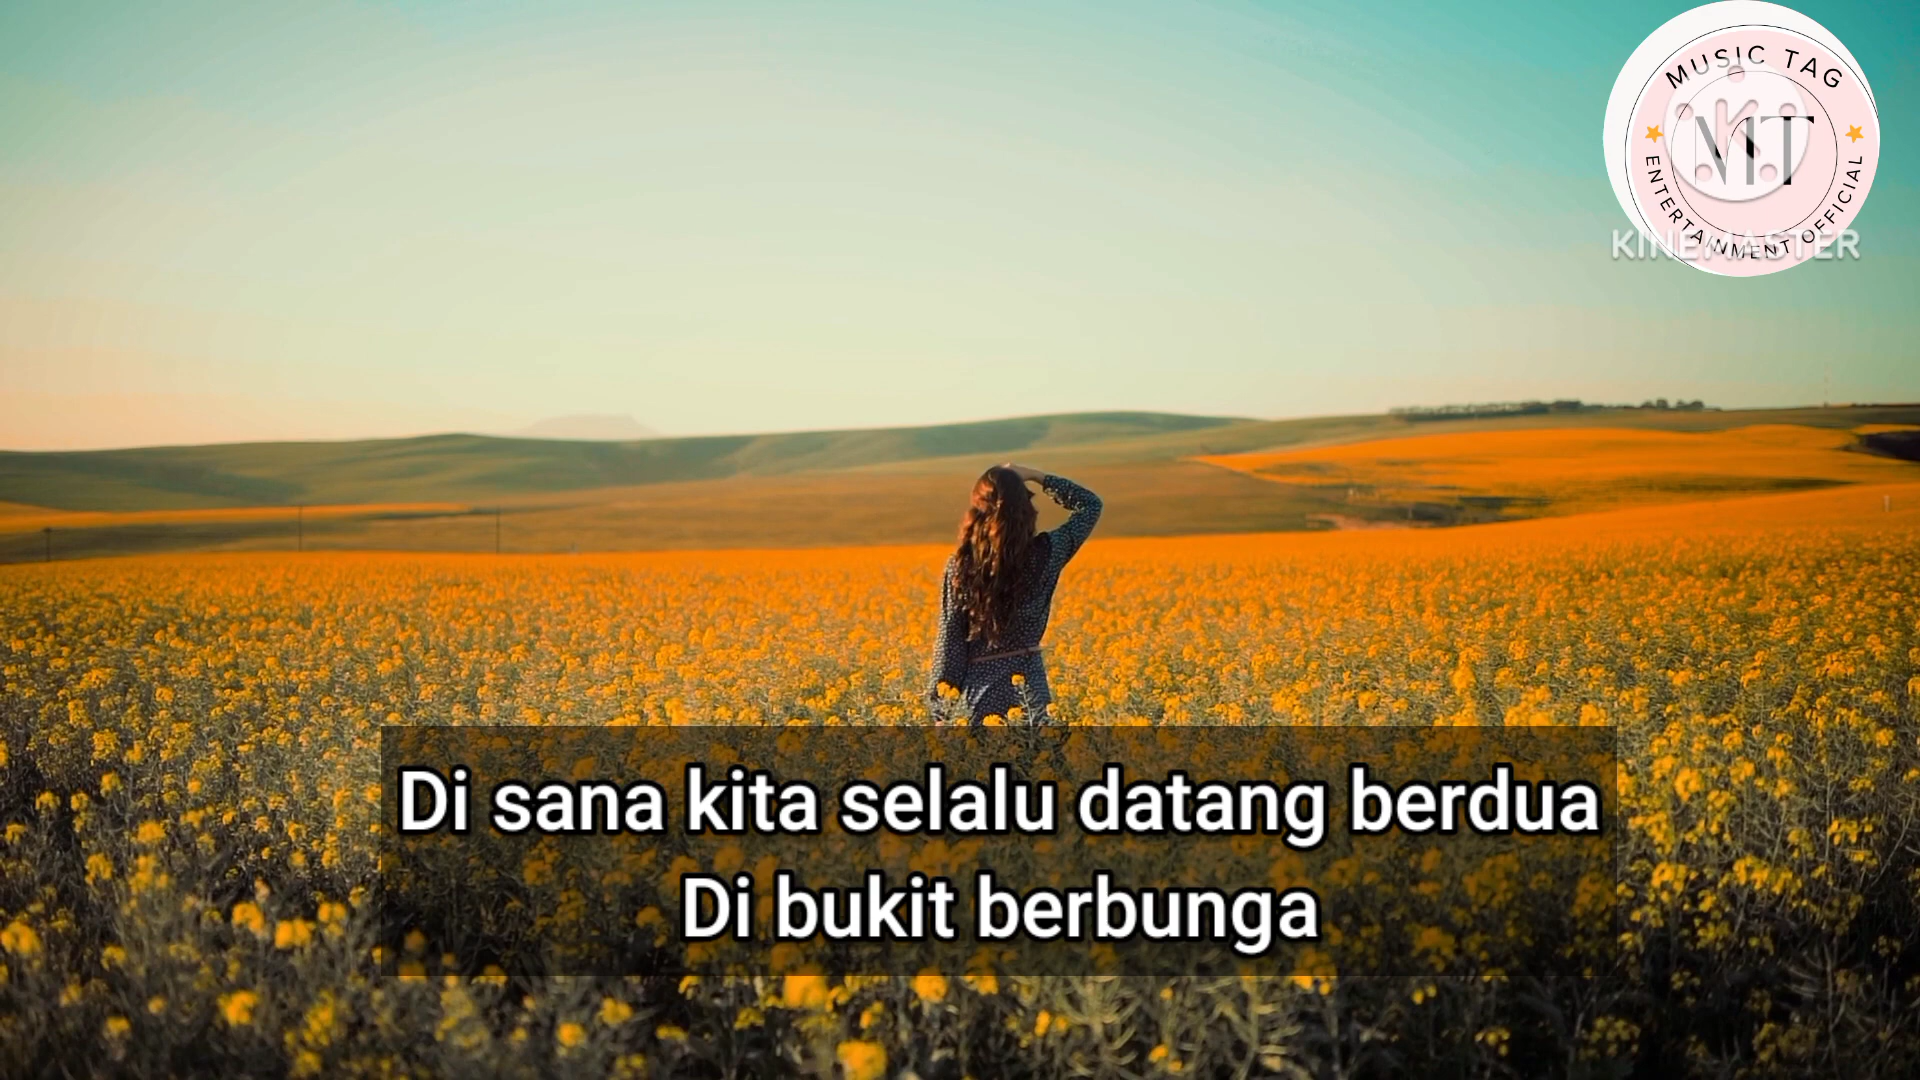 MUSIC TAG
MT
ENTERTAINMENT OFFICIAL
KINEMASTER
Di sana kita selalu datang berdua
Di bukit berbunga